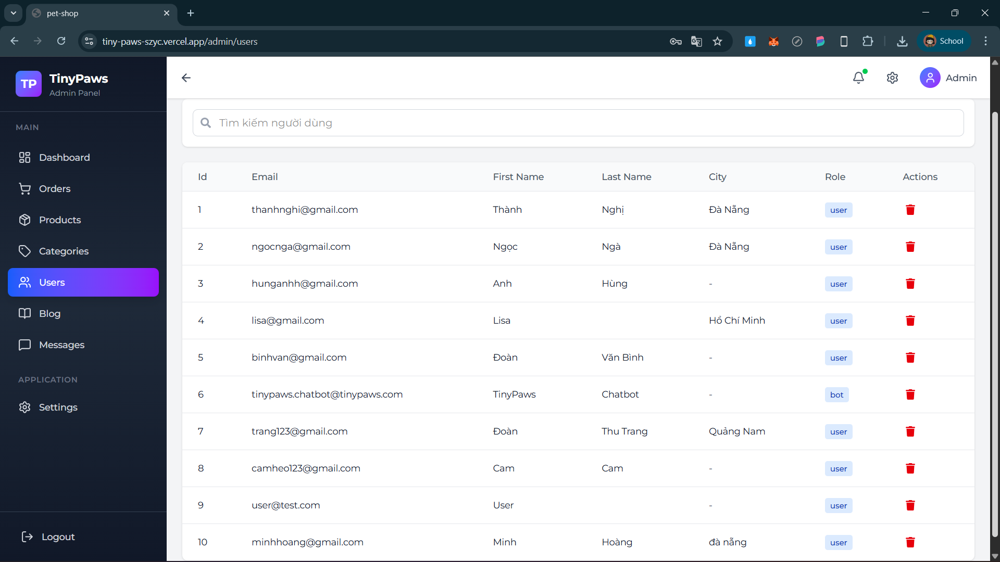 pet-shop
tiny-paws-szyc.vercel.app/admin/users
School
TP
TinyPaws
Admin Panel
MAIN
Dashboard
Orders
Products
Categories
Users
Blog
Messages
APPLICATION
Settings
Logout
Admin
Tìm kiếm người dùng
Id Email First Name Last Name City Role Actions
1 thanhnghi@gmail.com Thành Nghị Đà Nẵng user
2 ngocnga@gmail.com Ngọc Ngà Đà Nẵng user
3 hunganhh@gmail.com Anh Hùng - user
4 lisa@gmail.com Lisa Hồ Chí Minh user
5 binhvan@gmail.com Đoàn Văn Bình - user
6 tinypaws.chatbot@tinypaws.com TinyPaws Chatbot - bot
7 trang123@gmail.com Đoàn Thu Trang Quảng Nam user
8 camheo123@gmail.com Cam Cam - user
9 user@test.com User - user
10 minhhoang@gmail.com Minh Hoàng đà nẵng user